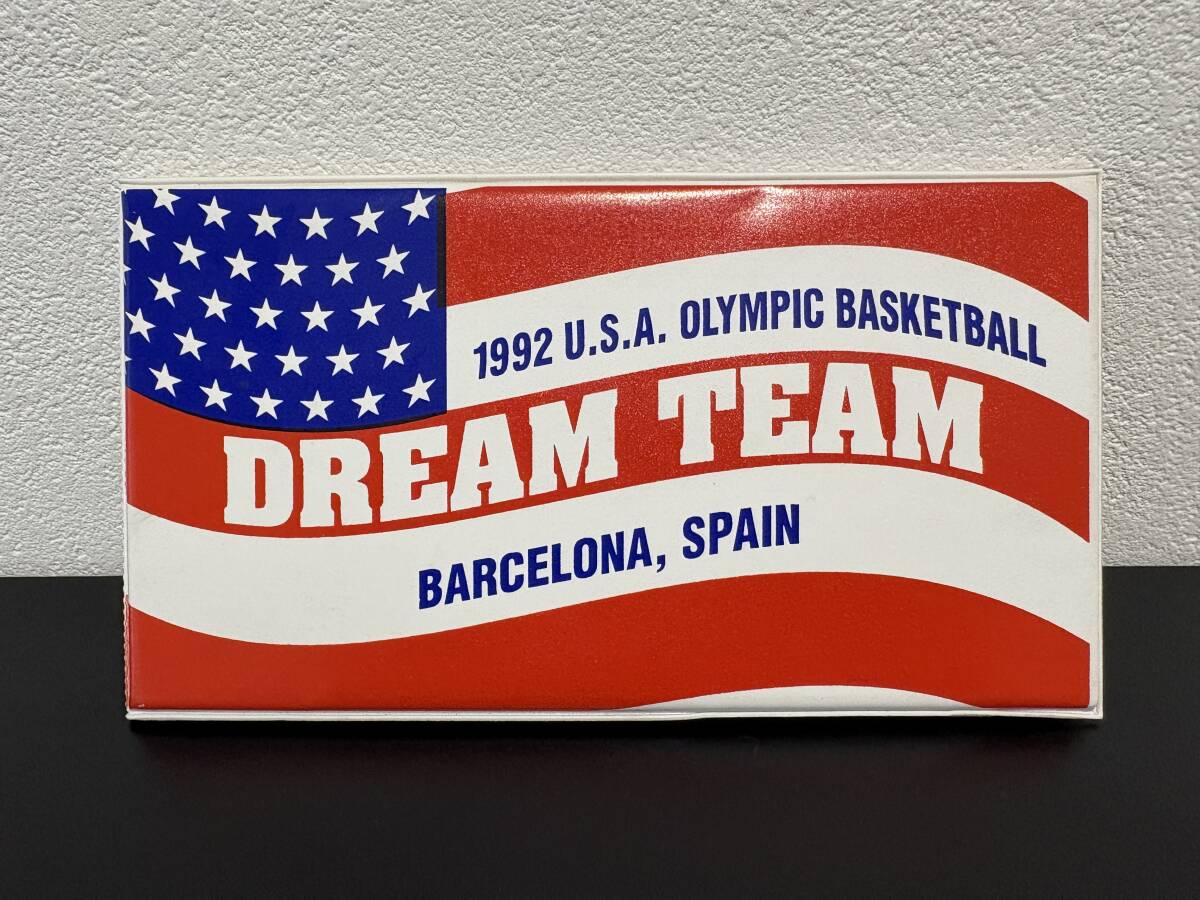 1992 U.S.A. OLYMPIC BASKETBALL
DREAM TEAM
BARCELONA, SPAIN